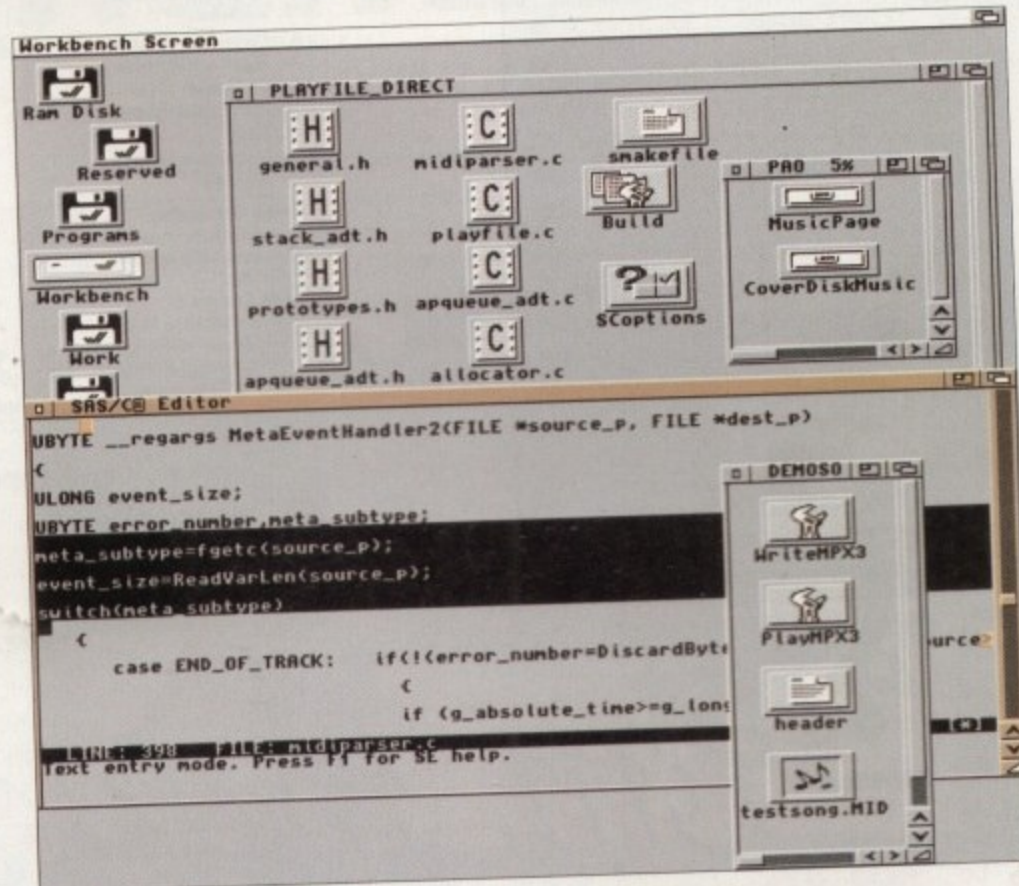 Workbench Screen
Ram Disk
Reserved
Programs
Workbench
Work
PLAYFILE_DIRECT
general.h
midiparser.c
smakefile
stack_adt.h
playfile.c
Build
prototypes.h
apqueue_adt.c
SCoptions
apqueue_adt.h
allocator.c
PAO 5%
MusicPage
CoverDiskMusic
SAS/C® Editor
UBYTE __regargs MetaEventHandler2(FILE *source_p, FILE *dest_p)
{
ULONG event_size;
UBYTE error_number,meta_subtype;
meta_subtype=fgetc(source_p);
event_size=ReadVarLen(source_p);
switch(meta_subtype)
{
case END_OF_TRACK: if(!(error_number=DiscardByte
{
if (g_absolute_time>=g_long
LINE: 398 FILE: midiparser.c
(*)
Text entry mode. Press F1 for SE help.
DEMOSO
WriteMPX3
PlayMPX3
header
testsong.MID